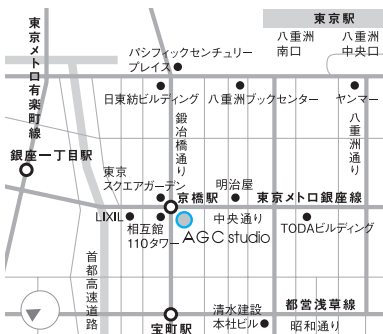 東京駅
八重洲
南口
八重洲
中央口
東京メトロ有楽町線
パシフィックセンチュリー
プレイス
日東紡ビルディング
八重洲ブックセンター
ヤンマー
鍛冶橋通り
八重洲通り
銀座一丁目駅
東京
スクエアガーデン
京橋駅
明治屋
東京メトロ銀座線
LIXIL
相互館
110タワー
中央通り
TODAビルディング
AGC studio
首都高速道路
清水建設
本社ビル
都営浅草線
昭和通り
宝町駅